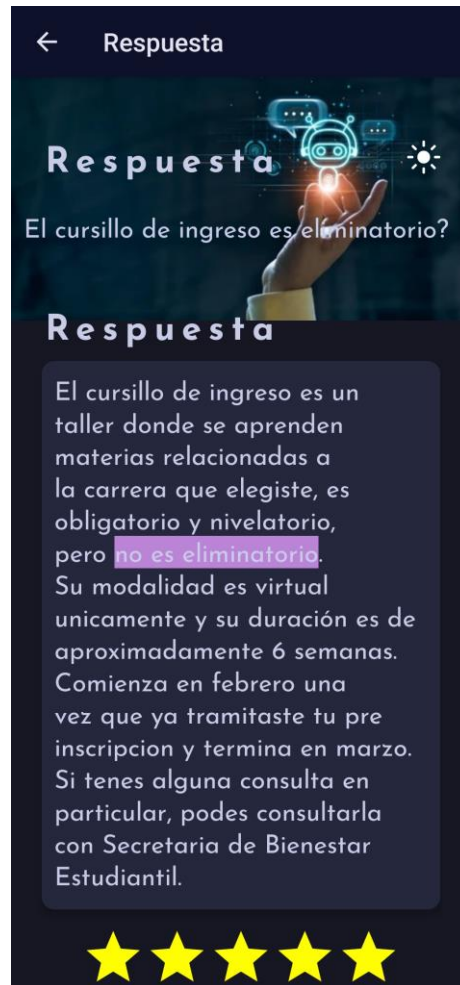 Respuesta
Respuesta
El cursillo de ingreso es eliminatorio?
Respuesta
El cursillo de ingreso es un
taller donde se aprenden
materias relacionadas a
la carrera que elegiste, es
obligatorio y nivelatorio,
pero no es eliminatorio.
Su modalidad es virtual
unicamente y su duración es de
aproximadamente 6 semanas.
Comienza en febrero una
vez que ya tramitaste tu pre
inscripcion y termina en marzo.
Si tenes alguna consulta en
particular, podes consultarla
con Secretaria de Bienestar
Estudiantil.